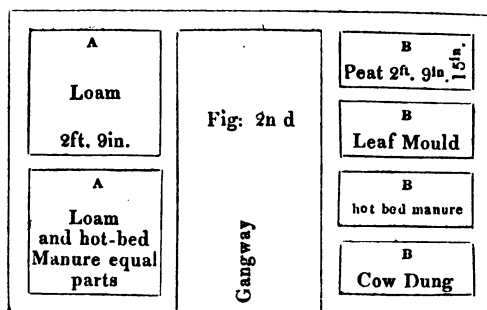 A
Loam
2ft. 9in.
A
Loam
and hot-bed
Manure equal
parts
Fig: 2n d
Gangway
B
Peat 2ft. 9in. 15in.
B
Leaf Mould
B
hot bed manure
B
Cow Dung